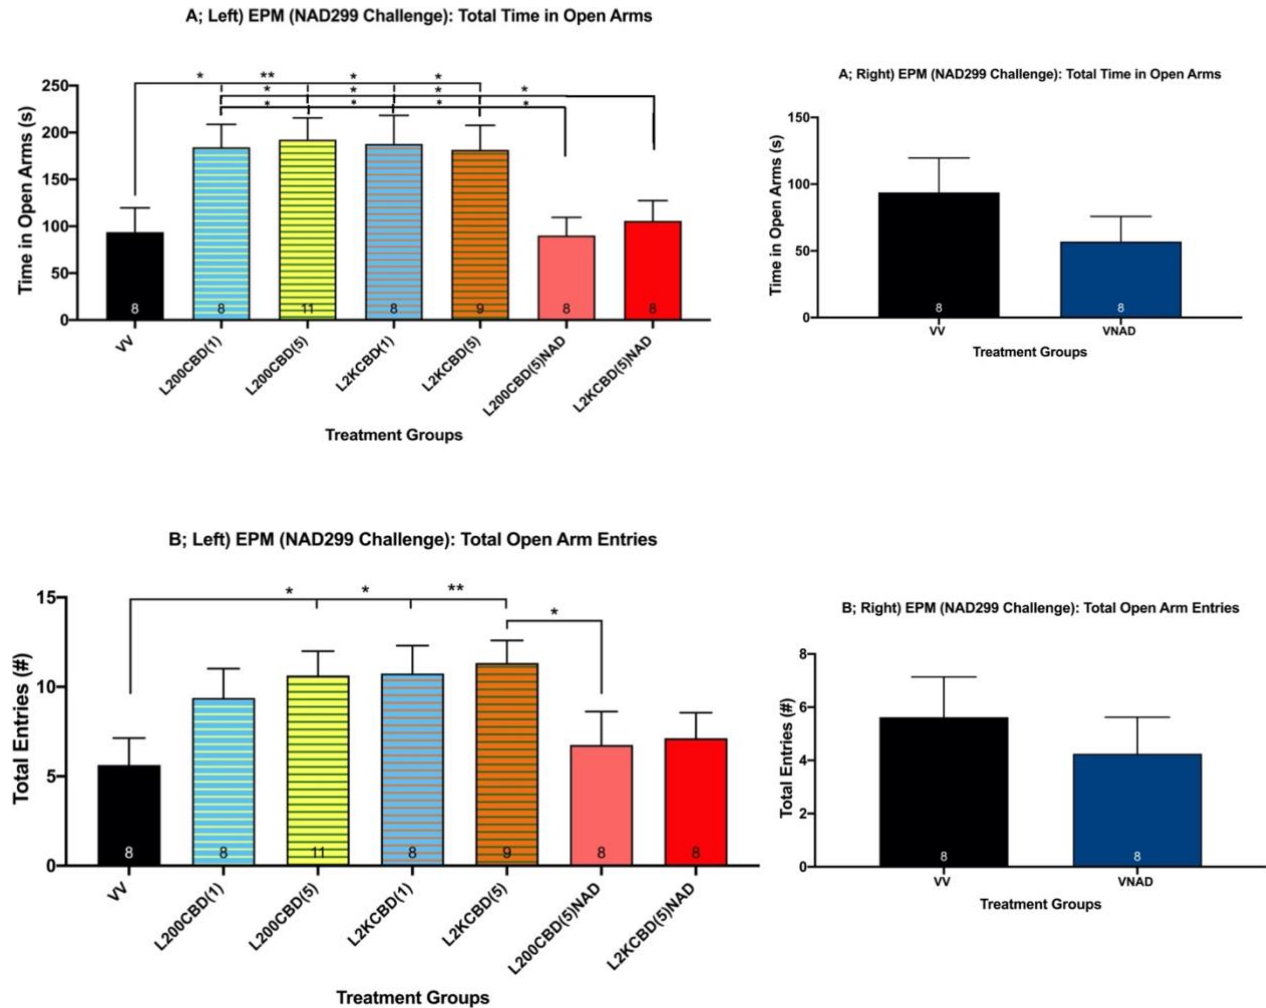 A; Left) EPM (NAD299 Challenge): Total Time in Open Arms
* ** * *
* * * *
* * * * *
Time in Open Arms (s)
250
200
150
100
50
0
8 8 11 8 9 8 8
VV L200CBD(1) L200CBD(5) L2KCBD(1) L2KCBD(5) L200CBD(5)NAD L2KCBD(5)NAD
Treatment Groups
A; Right) EPM (NAD299 Challenge): Total Time in Open Arms
Time in Open Arms (s)
150
100
50
0
8 8
VV VNAD
Treatment Groups
B; Left) EPM (NAD299 Challenge): Total Open Arm Entries
* * **
*
Total Entries (#)
15
10
5
0
8 8 11 8 9 8 8
VV L200CBD(1) L200CBD(5) L2KCBD(1) L2KCBD(5) L200CBD(5)NAD L2KCBD(5)NAD
Treatment Groups
B; Right) EPM (NAD299 Challenge): Total Open Arm Entries
Total Entries (#)
8
6
4
2
0
8 8
VV VNAD
Treatment Groups